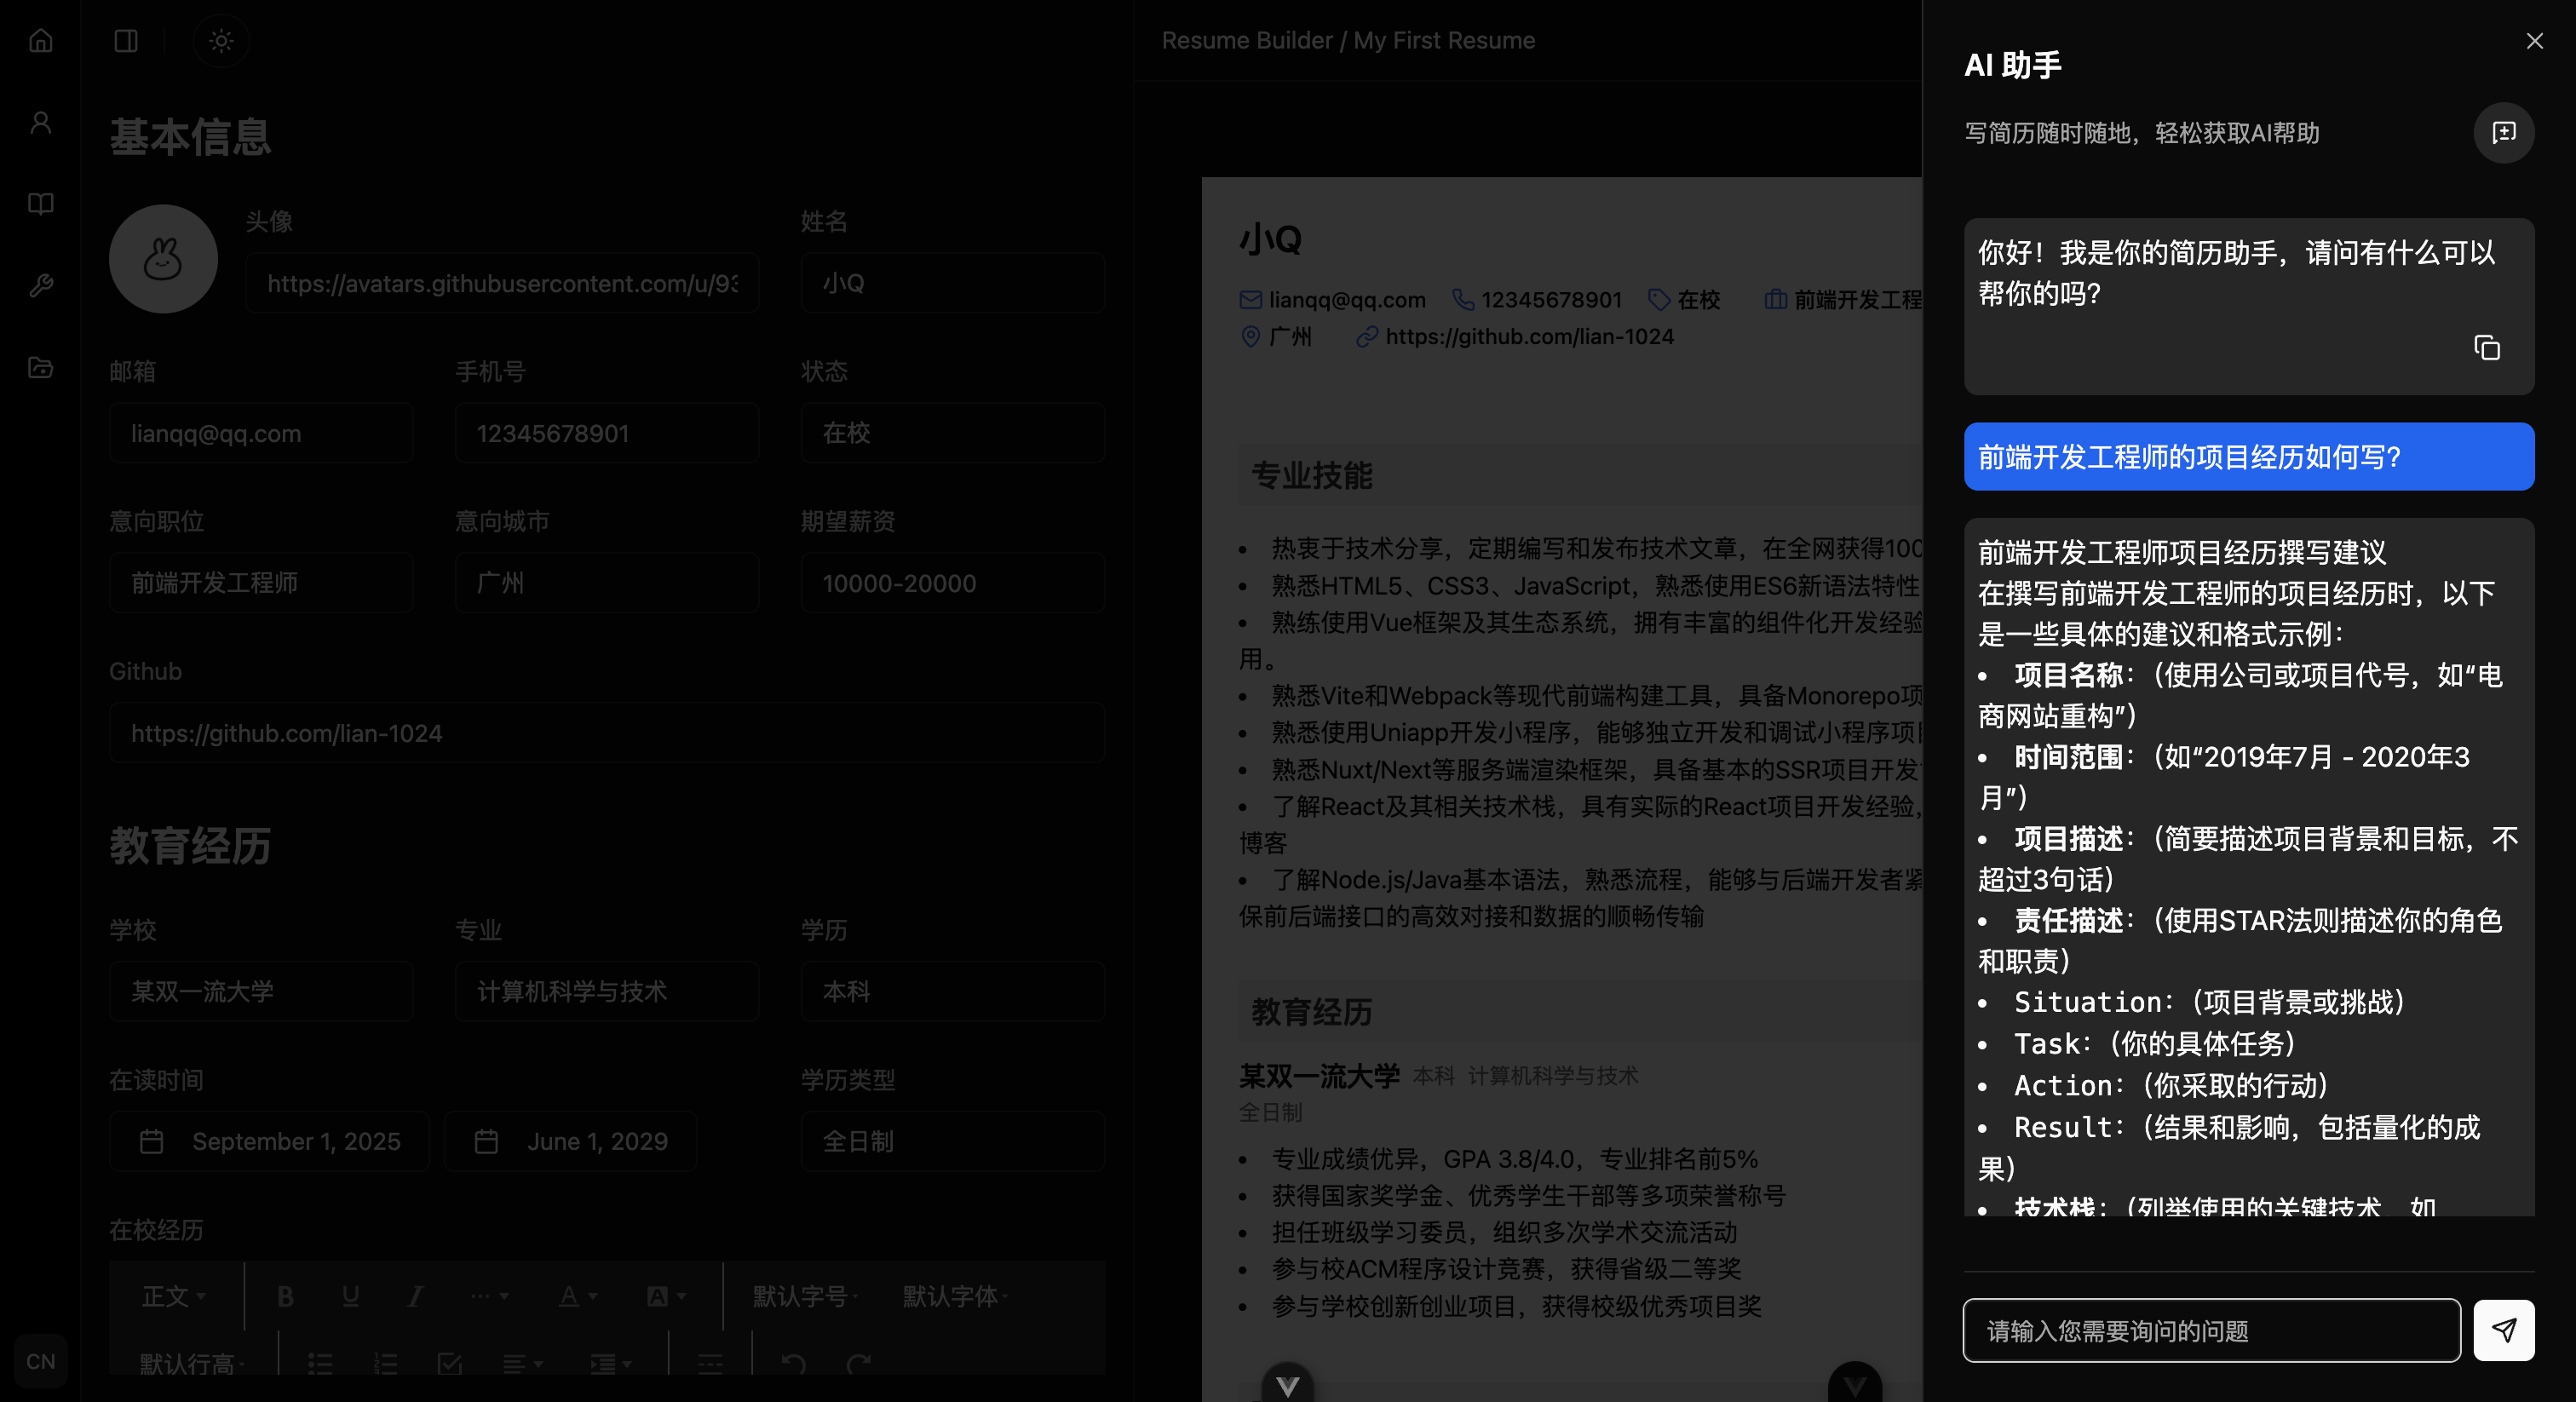 基本信息
头像
姓名
https://avatars.githubusercontent.com/u/93
小Q
邮箱
手机号
状态
lianqq@qq.com
12345678901
在校
意向职位
意向城市
期望薪资
前端开发工程师
广州
10000-20000
Github
https://github.com/lian-1024
教育经历
学校
专业
学历
某双一流大学
计算机科学与技术
本科
在读时间
学历类型
September 1, 2025
June 1, 2029
全日制
在校经历
正文
B
U
I
A
A
默认字号
默认字体
默认行高
CN
Resume Builder / My First Resume
小Q
lianqq@qq.com 12345678901 在校 前端开发工程
广州 https://github.com/lian-1024
专业技能
• 热衷于技术分享，定期编写和发布技术文章，在全网获得100
• 熟悉HTML5、CSS3、JavaScript，熟悉使用ES6新语法特性
• 熟练使用Vue框架及其生态系统，拥有丰富的组件化开发经验
用。
• 熟悉Vite和Webpack等现代前端构建工具，具备Monorepo项
• 熟悉使用Uniapp开发小程序，能够独立开发和调试小程序项
• 熟悉Nuxt/Next等服务端渲染框架，具备基本的SSR项目开发
• 了解React及其相关技术栈，具有实际的React项目开发经验，
博客
• 了解Node.js/Java基本语法，熟悉流程，能够与后端开发者紧
保前后端接口的高效对接和数据的顺畅传输
教育经历
某双一流大学 本科 计算机科学与技术
全日制
• 专业成绩优异，GPA 3.8/4.0，专业排名前5%
• 获得国家奖学金、优秀学生干部等多项荣誉称号
• 担任班级学习委员，组织多次学术交流活动
• 参与校ACM程序设计竞赛，获得省级二等奖
• 参与学校创新创业项目，获得校级优秀项目奖
AI 助手
写简历随时随地，轻松获取AI帮助
你好！我是你的简历助手，请问有什么可以
帮你的吗？
前端开发工程师的项目经历如何写？
前端开发工程师项目经历撰写建议
在撰写前端开发工程师的项目经历时，以下
是一些具体的建议和格式示例：
• 项目名称：（使用公司或项目代号，如“电
商网站重构”）
• 时间范围：（如“2019年7月 - 2020年3
月”）
• 项目描述：（简要描述项目背景和目标，不
超过3句话）
• 责任描述：（使用STAR法则描述你的角色
和职责）
• Situation：（项目背景或挑战）
• Task：（你的具体任务）
• Action：（你采取的行动）
• Result：（结果和影响，包括量化的成
果）
• 技术栈：（列举使用的关键技术，如
请输入您需要询问的问题